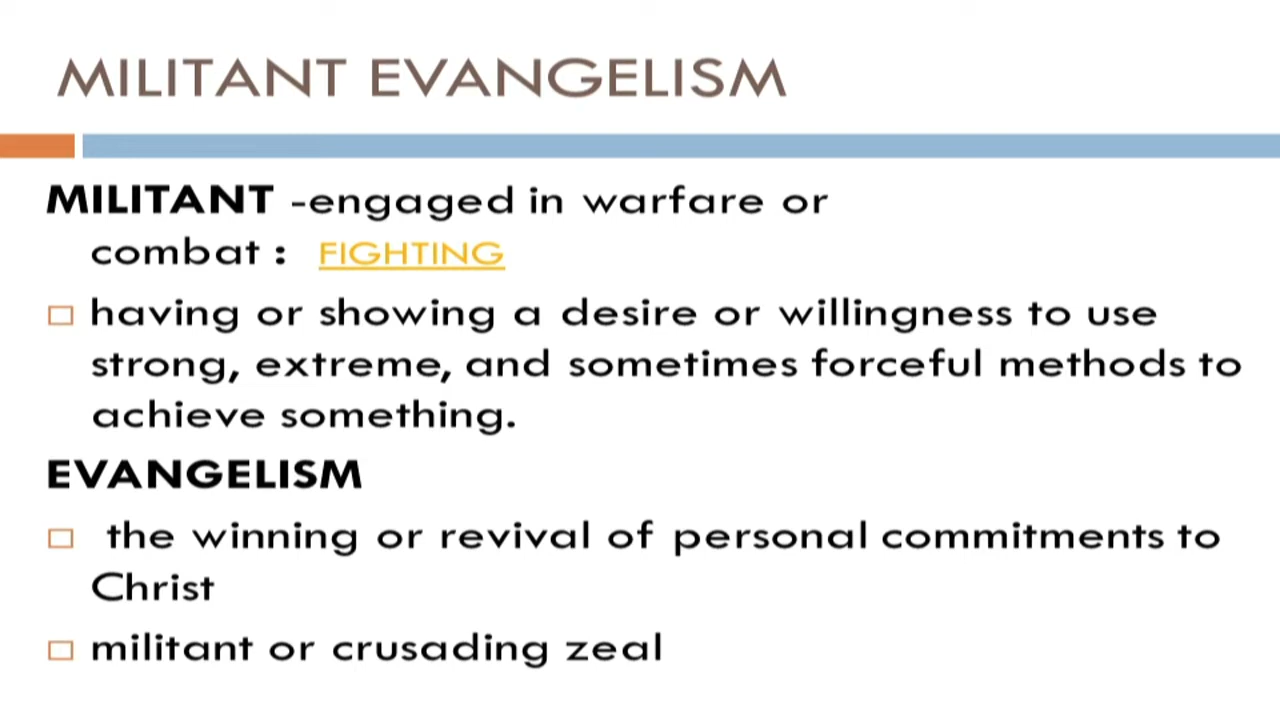 MILITANT EVANGELISM
MILITANT -engaged in warfare or
combat : FIGHTING
having or showing a desire or willingness to use
strong, extreme, and sometimes forceful methods to
achieve something.
EVANGELISM
the winning or revival of personal commitments to
Christ
militant or crusading zeal